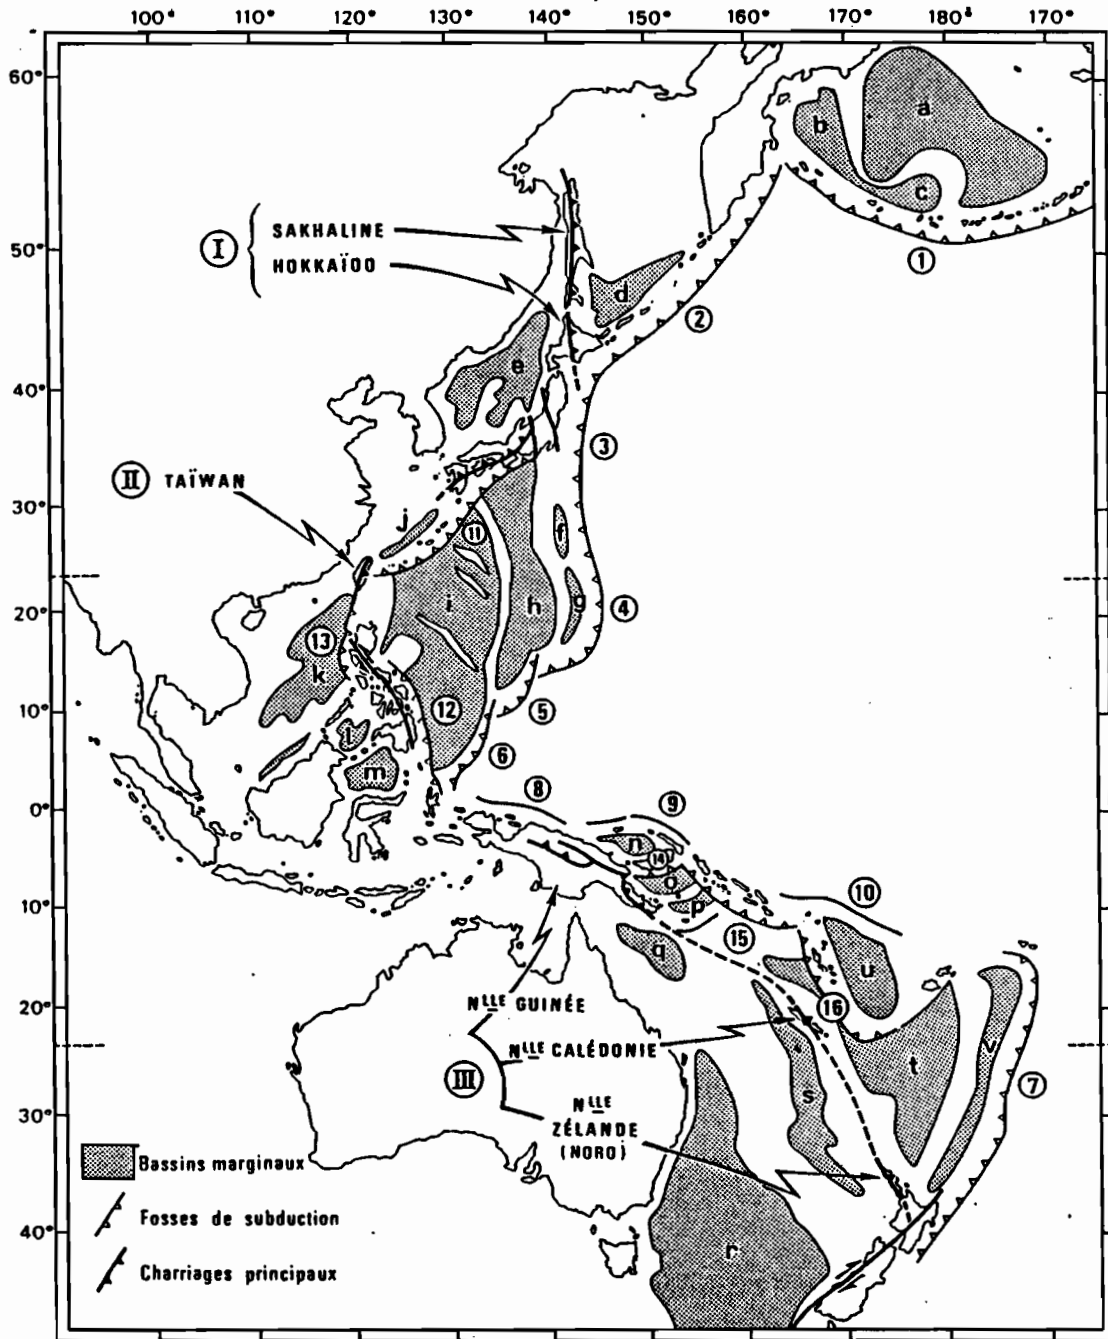 100° 120° 130° 140° 150° 160° 170° 180° 170°
60°
a
b
c
50°
I
SAKHALINE
HOKKAÏDO
1
d
2
e
40°
3
II TAÏWAN
30°
j
11
f
i
h
g
4
20°
13
k
10°
12
5
l
6
m
8
9
0°
n
14
o
10
p
10°
15
q
u
NLLE GUINÉE
16
20°
NLLE CALÉDONIE
III
t
v
7
s
NLLE
ZÉLANDE
(NORD)
30°
Bassins marginaux
Fosses de subduction
40°
r
Charriages principaux